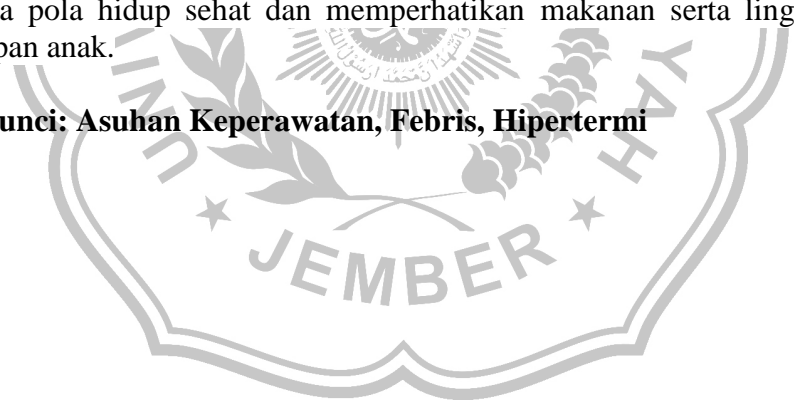 a pola hidup sehat dan memperhatikan makanan serta ling
pan anak.
unci: Asuhan Keperawatan, Febris, Hipertermi
JEMBER